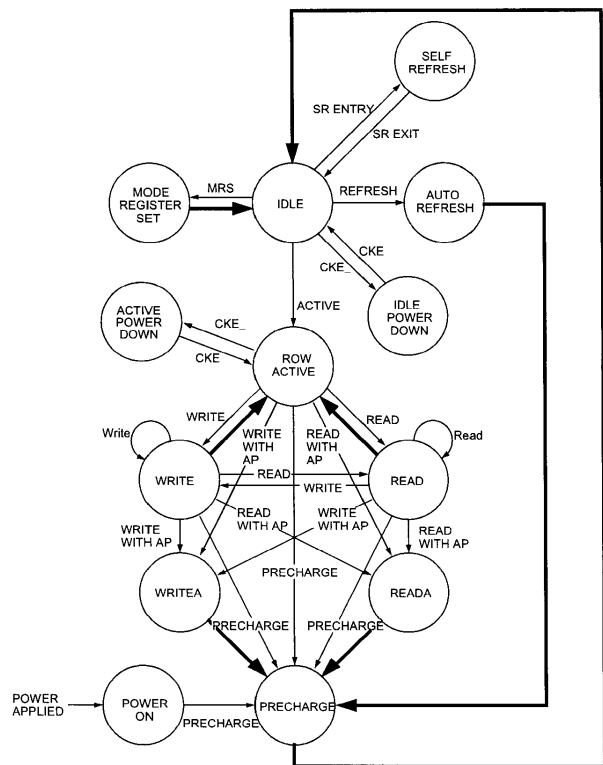 SELF
REFRESH
SR ENTRY
SR EXIT
MODE
REGISTER
SET
MRS
IDLE
REFRESH
AUTO
REFRESH
CKE
CKE_
IDLE
POWER
DOWN
ACTIVE
ACTIVE
POWER
DOWN
CKE_
CKE
ROW
ACTIVE
WRITE
READ
WRITE
WITH
AP
READ
WITH
AP
Write
Read
WRITE
READ
WRITE
READ
WRITE
WITH AP
READ
WITH AP
WRITE
WITH AP
READ
WITH AP
PRECHARGE
WRITEA
READA
PRECHARGE
PRECHARGE
POWER
APPLIED
POWER
ON
PRECHARGE
PRECHARGE